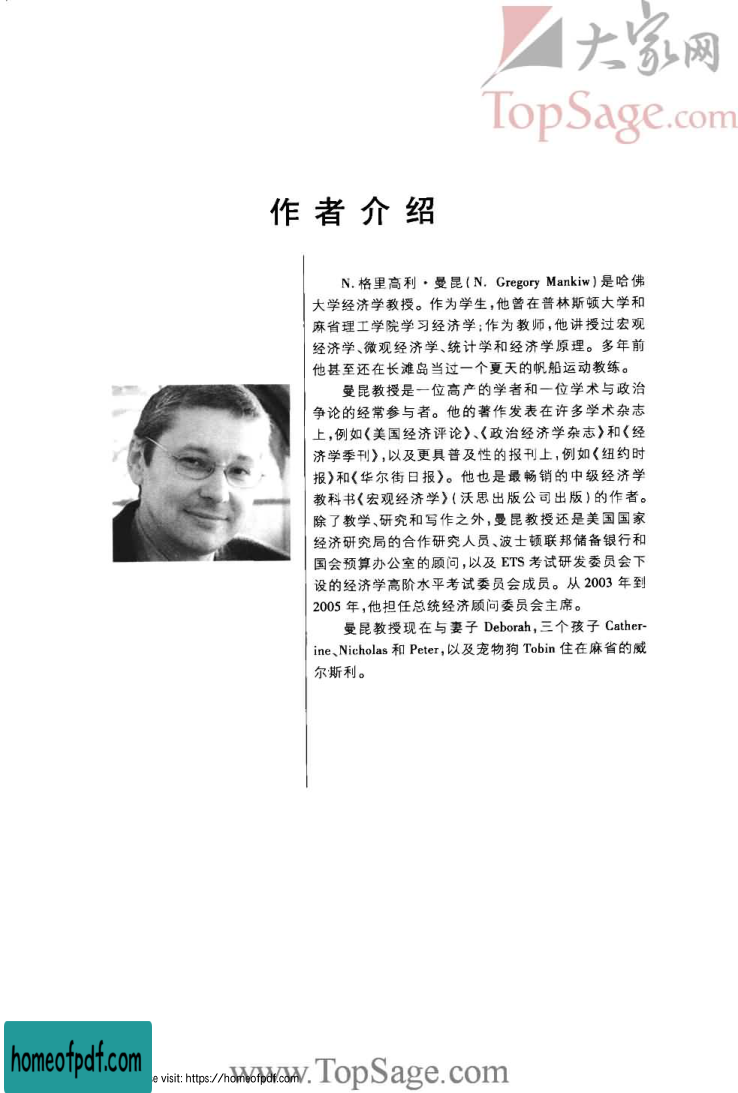 大家网
TopSage.com
作者介绍
N.格里高利·曼昆(N. Gregory Mankiw)是哈佛
大学经济学教授。作为学生,他曾在普林斯顿大学和
麻省理工学院学习经济学;作为教师,他讲授过宏观
经济学、微观经济学、统计学和经济学原理。多年前
他甚至还在长滩岛当过一个夏天的帆船运动教练。
曼昆教授是一位高产的学者和一位学术与政治
争论的经常参与者。他的著作发表在许多学术杂志
上,例如《美国经济评论》、《政治经济学杂志》和《经
济学季刊》,以及更具普及性的报刊上,例如《纽约时
报》和《华尔街日报》。他也是最畅销的中级经济学
教科书《宏观经济学》(沃思出版公司出版)的作者。
除了教学、研究和写作之外,曼昆教授还是美国国家
经济研究局的合作研究人员、波士顿联邦储备银行和
国会预算办公室的顾问,以及 ETS 考试研发委员会下
设的经济学高阶水平考试委员会成员。从 2003 年到
2005 年,他担任总统经济顾问委员会主席。
曼昆教授现在与妻子 Deborah,三个孩子 Cather-
ine、Nicholas 和 Peter,以及宠物狗 Tobin 住在麻省的威
尔斯利。
homeofpdf.com
e visit: https://homeofpdf.com
www.TopSage.com